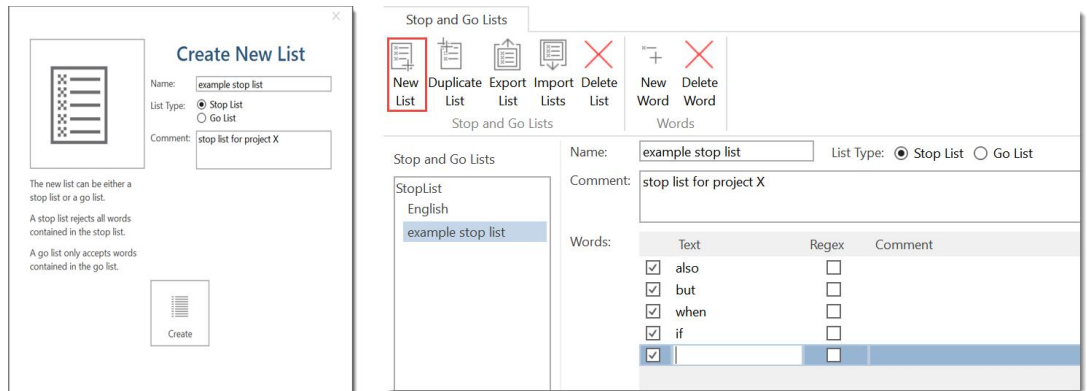 Create New List
Name: example stop list
List Type: Stop List
Go List
Comment: stop list for project X
The new list can be either a
stop list or a go list.
A stop list rejects all words
contained in the stop list.
A go list only accepts words
contained in the go list.
Create
Stop and Go Lists
New Duplicate Export Import Delete New Delete
List List List Lists List Word Word
Stop and Go Lists Words
Stop and Go Lists
StopList
English
example stop list
Name: example stop list List Type: Stop List Go List
Comment: stop list for project X
Words: Text Regex Comment
also
but
when
if